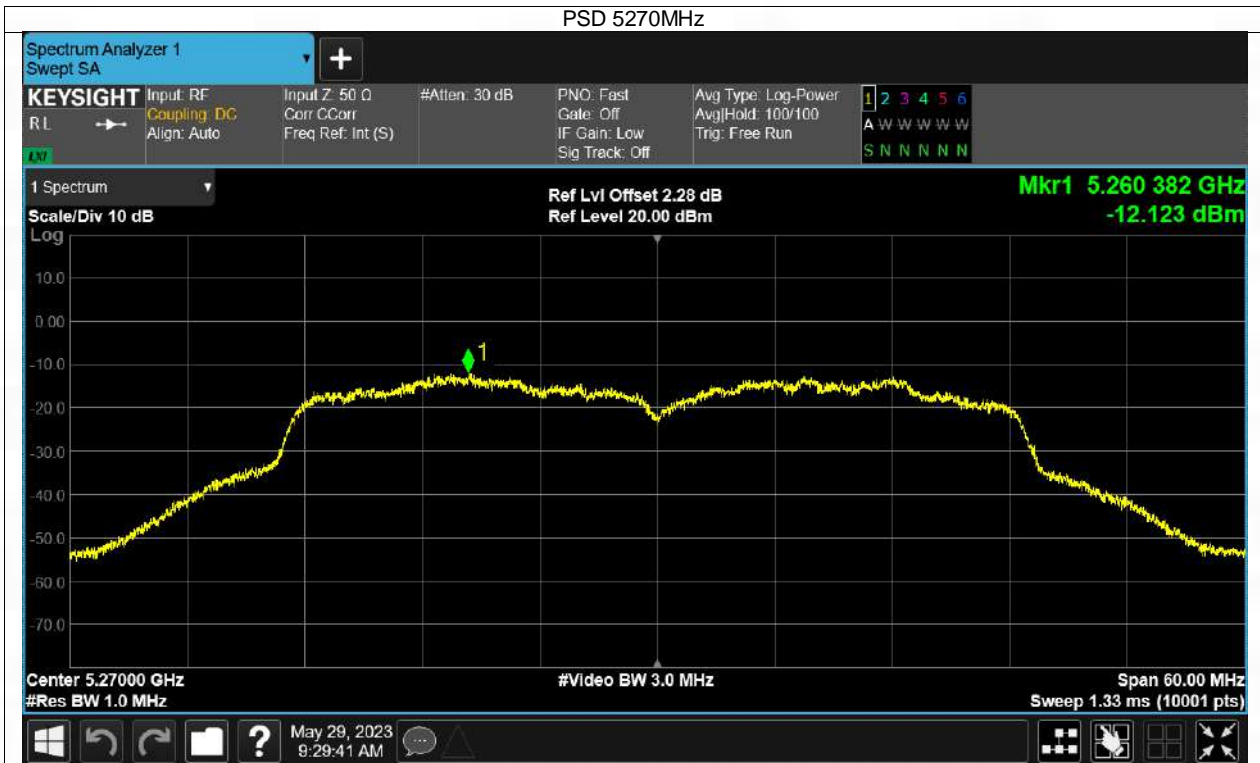 PSD 5270MHz
Spectrum Analyzer 1
Swept SA
KEYSIGHT Input: RF Input Z: 50 Ω #Atten: 30 dB PNO: Fast Avg Type: Log-Power 1 2 3 4 5 6
RL Coupling: DC Corr CCorr Gate: Off Avg|Hold: 100/100 A W W W W W
Align: Auto Freq Ref: Int (S) IF Gain: Low Trig: Free Run
LXI Sig Track: Off S N N N N N
1 Spectrum Ref Lvl Offset 2.28 dB Mkr1 5.260 382 GHz
Scale/Div 10 dB Ref Level 20.00 dBm -12.123 dBm
Log
10.0
0.00
1
-10.0
-20.0
-30.0
-40.0
-50.0
-60.0
-70.0
Center 5.27000 GHz #Video BW 3.0 MHz Span 60.00 MHz
#Res BW 1.0 MHz Sweep 1.33 ms (10001 pts)
May 29, 2023
9:29:41 AM